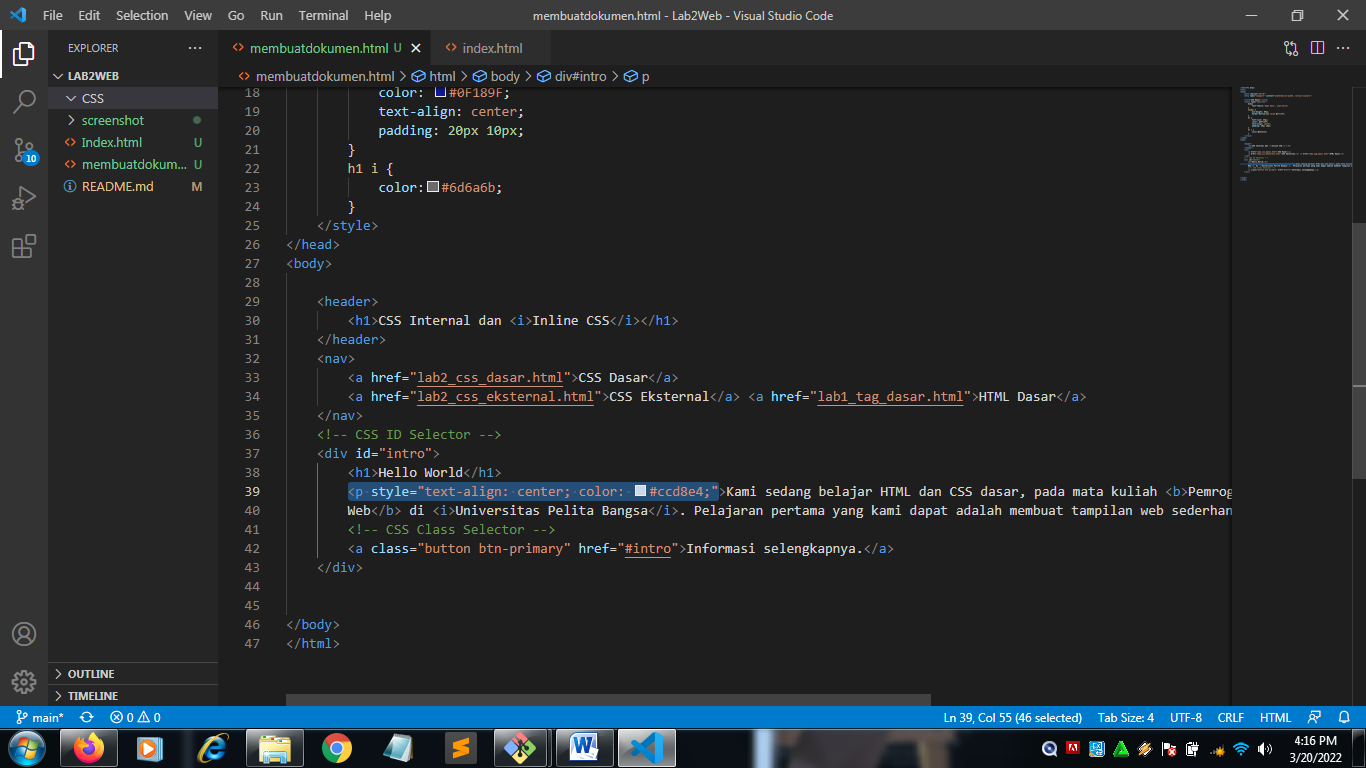 File Edit Selection View Go Run Terminal Help
membuatdokumen.html - Lab2Web - Visual Studio Code
EXPLORER
LAB2WEB
CSS
screenshot
Index.html U
membuatdokum... U
README.md M
10
OUTLINE
TIMELINE
membuatdokumen.html U
index.html
membuatdokumen.html > html > body > div#intro > p
18 color: #0F189F;
19 text-align: center;
20 padding: 20px 10px;
21 }
22 h1 i {
23 color:#6d6a6b;
24 }
25 </style>
26 </head>
27 <body>
28
29 <header>
30 <h1>CSS Internal dan <i>Inline CSS</i></h1>
31 </header>
32 <nav>
33 <a href="lab2_css_dasar.html">CSS Dasar</a>
34 <a href="lab2_css_eksternal.html">CSS Eksternal</a> <a href="lab1_tag_dasar.html">HTML Dasar</a>
35 </nav>
36 <!-- CSS ID Selector -->
37 <div id="intro">
38 <h1>Hello World</h1>
39 <p style="text-align: center; color: #ccd8e4;">Kami sedang belajar HTML dan CSS dasar, pada mata kuliah <b>Pemrog
40 Web</b> di <i>Universitas Pelita Bangsa</i>. Pelajaran pertama yang kami dapat adalah membuat tampilan web sederhan
41 <!-- CSS Class Selector -->
42 <a class="button btn-primary" href="#intro">Informasi selengkapnya.</a>
43 </div>
44
45
46 </body>
47 </html>
main* 0 0
Ln 39, Col 55 (46 selected) Tab Size: 4 UTF-8 CRLF HTML
4:16 PM
3/20/2022